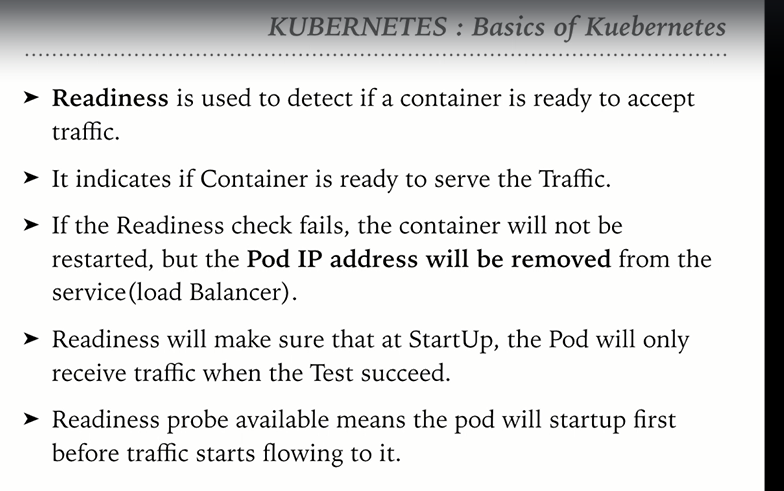 KUBERNETES : Basics of Kuebernetes
➤ Readiness is used to detect if a container is ready to accept
traffic.
➤ It indicates if Container is ready to serve the Traffic.
➤ If the Readiness check fails, the container will not be
restarted, but the Pod IP address will be removed from the
service(load Balancer).
➤ Readiness will make sure that at StartUp, the Pod will only
receive traffic when the Test succeed.
➤ Readiness probe available means the pod will startup first
before traffic starts flowing to it.